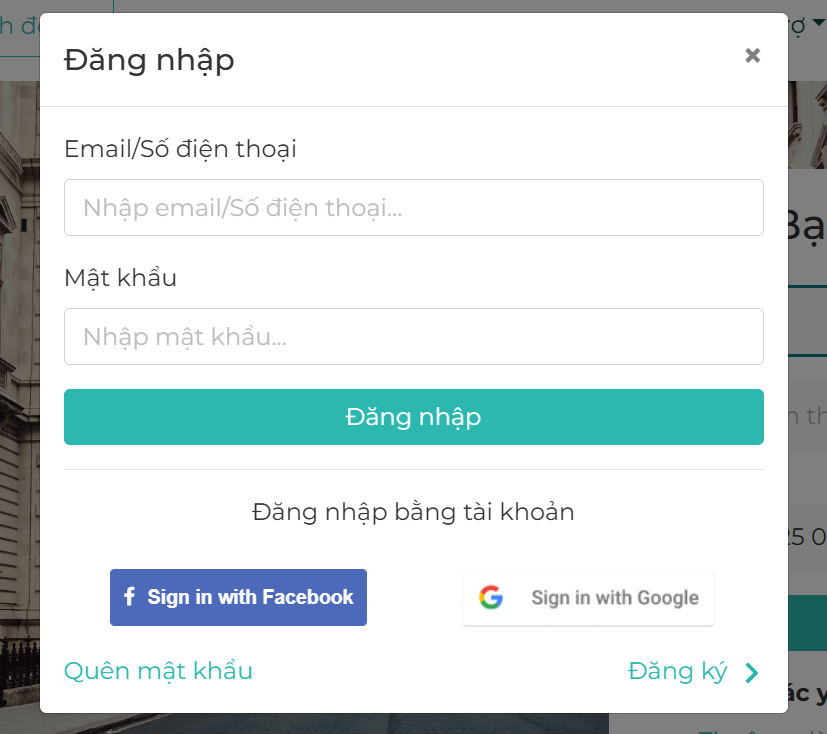 Đăng nhập
×
Email/Số điện thoại
Nhập email/Số điện thoại...
Mật khẩu
Nhập mật khẩu...
Đăng nhập
Đăng nhập bằng tài khoản
f Sign in with Facebook
G Sign in with Google
Quên mật khẩu
Đăng ký